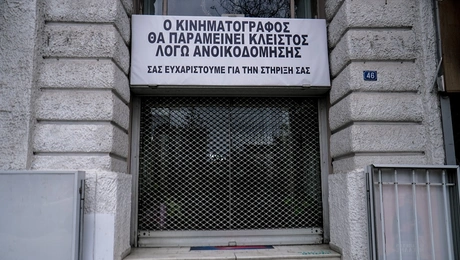 Ο ΚΙΝΗΜΑΤΟΓΡΑΦΟΣ
ΘΑ ΠΑΡΑΜΕΙΝΕΙ ΚΛΕΙΣΤΟΣ
ΛΟΓΩ ΑΝΟΙΚΟΔΟΜΗΣΗΣ
ΣΑΣ ΕΥΧΑΡΙΣΤΟΥΜΕ ΓΙΑ ΤΗΝ ΣΤΗΡΙΞΗ ΣΑΣ
46